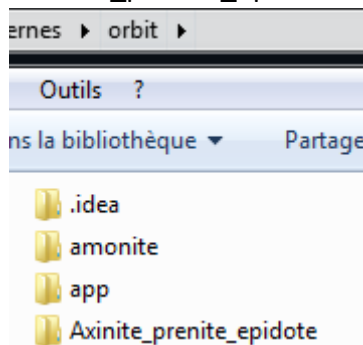 ernes ▸ orbit ▸
Outils ?
ns la bibliothèque ▾ Partage
.idea
amonite
app
Axinite_prenite_epidote